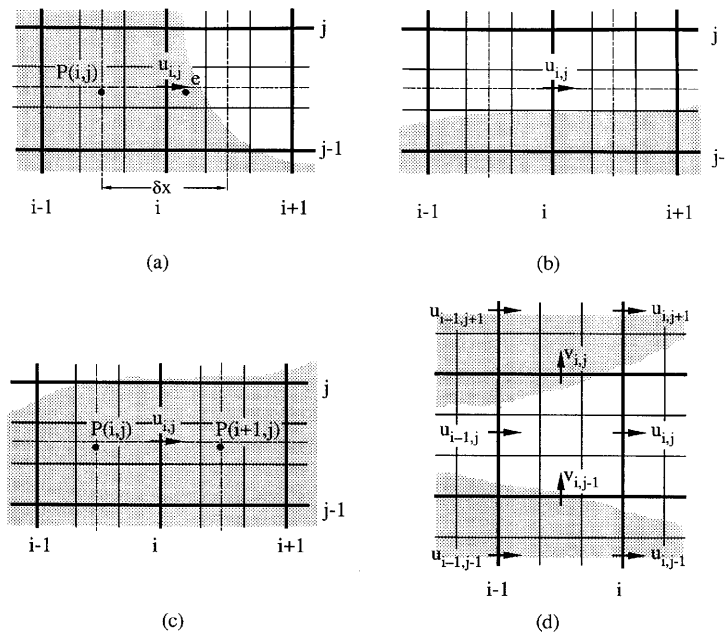 j
P(i,j) u_{i,j} e
j-1
δx
i-1 i i+1
(a)
j
u_{i,j}
j-
i-1 i i+1
(b)
j
P(i,j) u_{i,j} P(i+1,j)
j-1
i-1 i i+1
(c)
u_{i-1,j+1} u_{i,j+1}
v_{i,j}
u_{i-1,j} u_{i,j}
v_{i,j-1}
u_{i-1,j-1} u_{i,j-1}
i-1 i
(d)